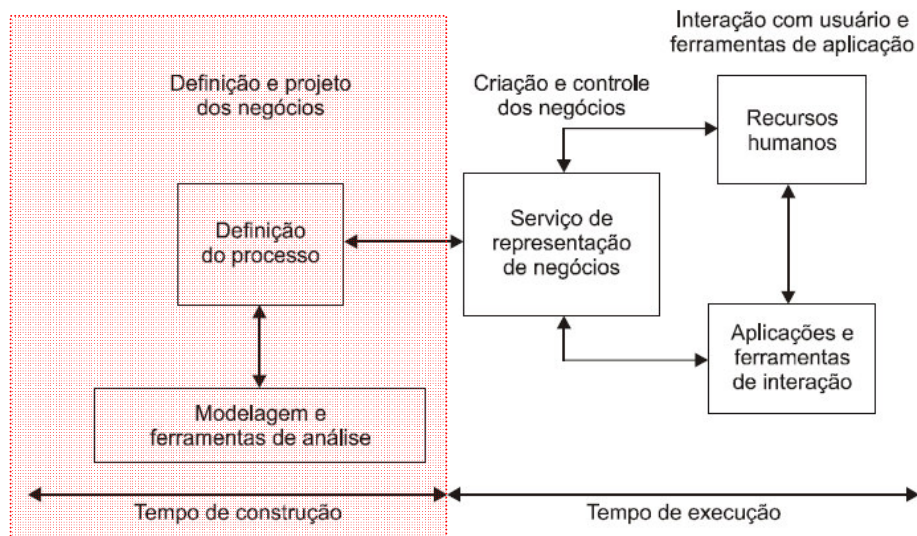 Interação com usuário e
ferramentas de aplicação
Definição e projeto
dos negócios
Criação e controle
dos negócios
Recursos
humanos
Definição
do processo
Serviço de
representação
de negócios
Aplicações e
ferramentas
de interação
Modelagem e
ferramentas de análise
Tempo de construção
Tempo de execução